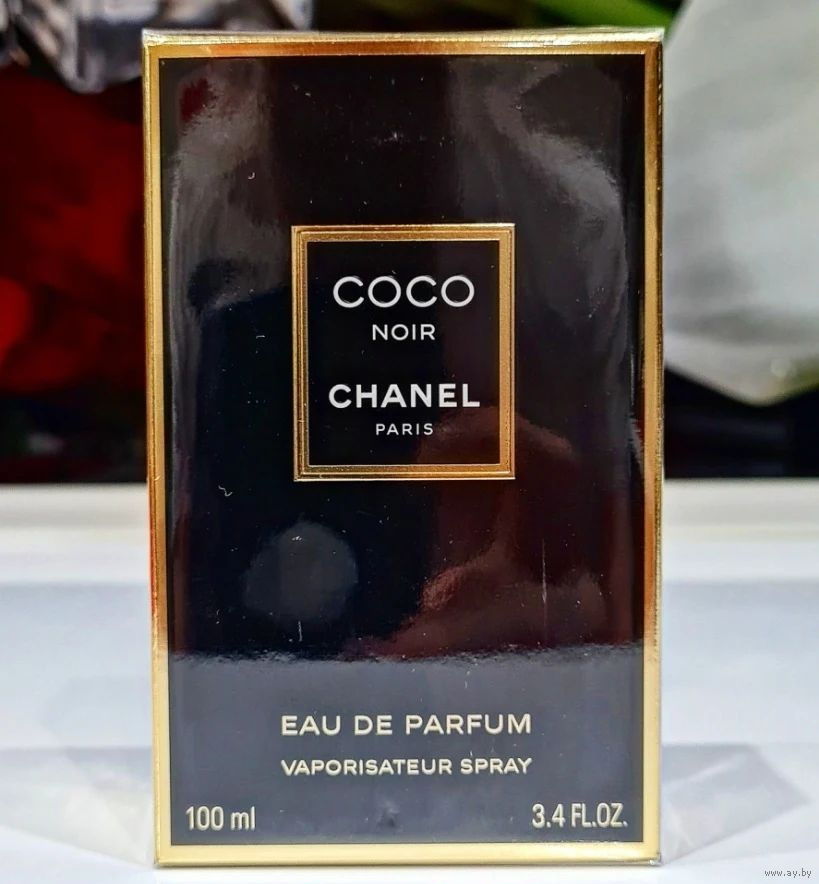 COCO
NOIR
CHANEL
PARIS
EAU DE PARFUM
VAPORISATEUR SPRAY
100 ml 3.4 FL.OZ.
www.ay.by